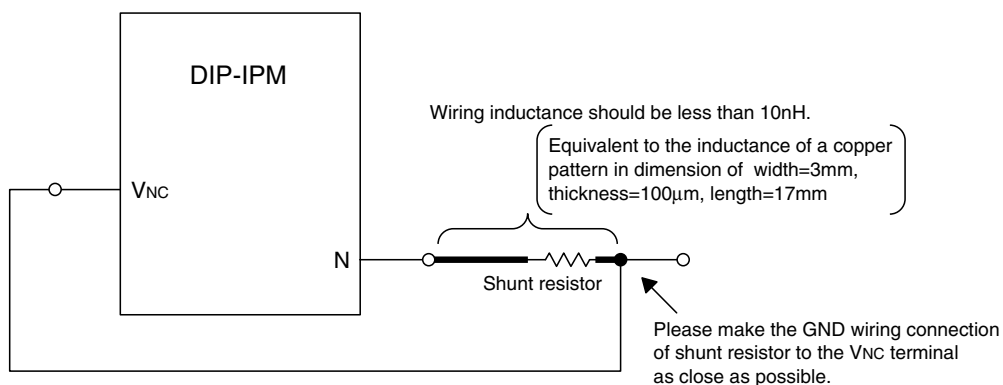 DIP-IPM
Wiring inductance should be less than 10nH.
Equivalent to the inductance of a copper
pattern in dimension of width=3mm,
thickness=100μm, length=17mm
VNC
N
Shunt resistor
Please make the GND wiring connection
of shunt resistor to the VNC terminal
as close as possible.